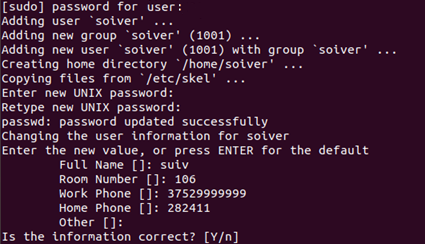 [sudo] password for user:
Adding user `soiver' ...
Adding new group `soiver' (1001) ...
Adding new user `soiver' (1001) with group `soiver' ...
Creating home directory `/home/soiver' ...
Copying files from `/etc/skel' ...
Enter new UNIX password:
Retype new UNIX password:
passwd: password updated successfully
Changing the user information for soiver
Enter the new value, or press ENTER for the default
Full Name []: suiv
Room Number []: 106
Work Phone []: 37529999999
Home Phone []: 282411
Other []:
Is the information correct? [Y/n]